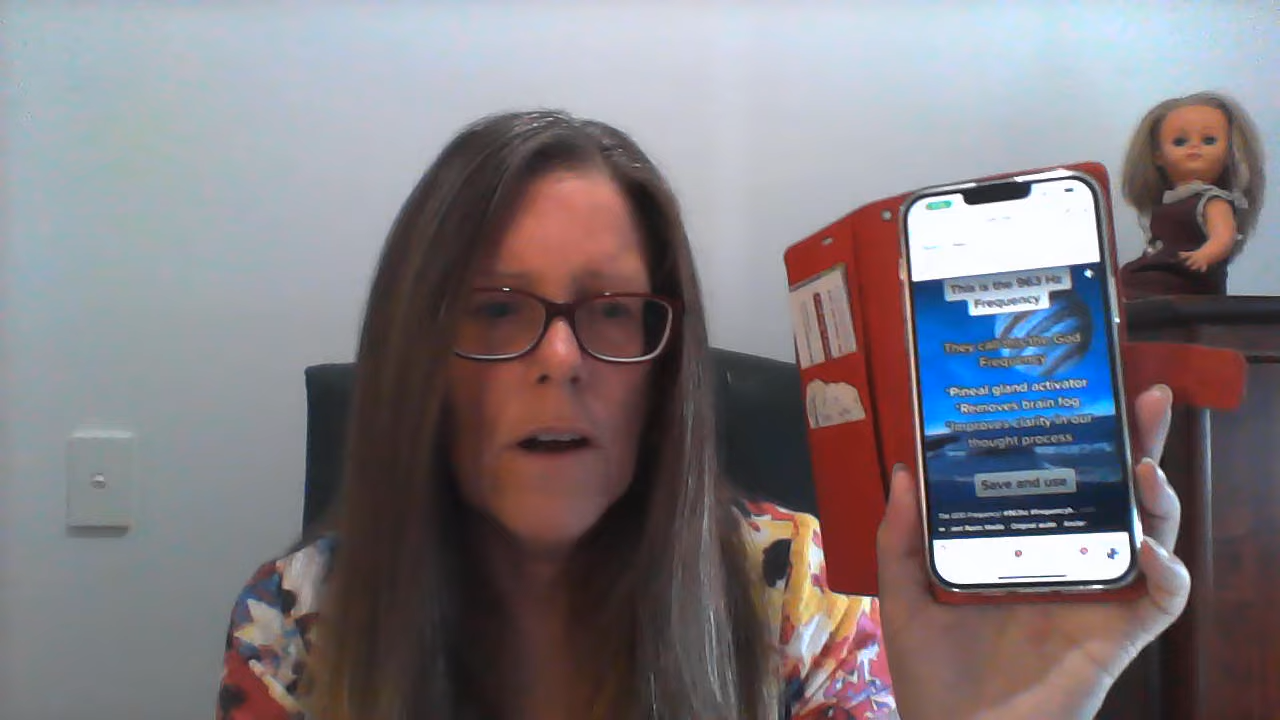 This is the 963 Hz
Frequency
They call this the God
Frequency
*Pineal gland activator
*Removes brain fog
*Improves clarity in our
thought process
Save and use
The GOD Frequency! #963hz
Original audio